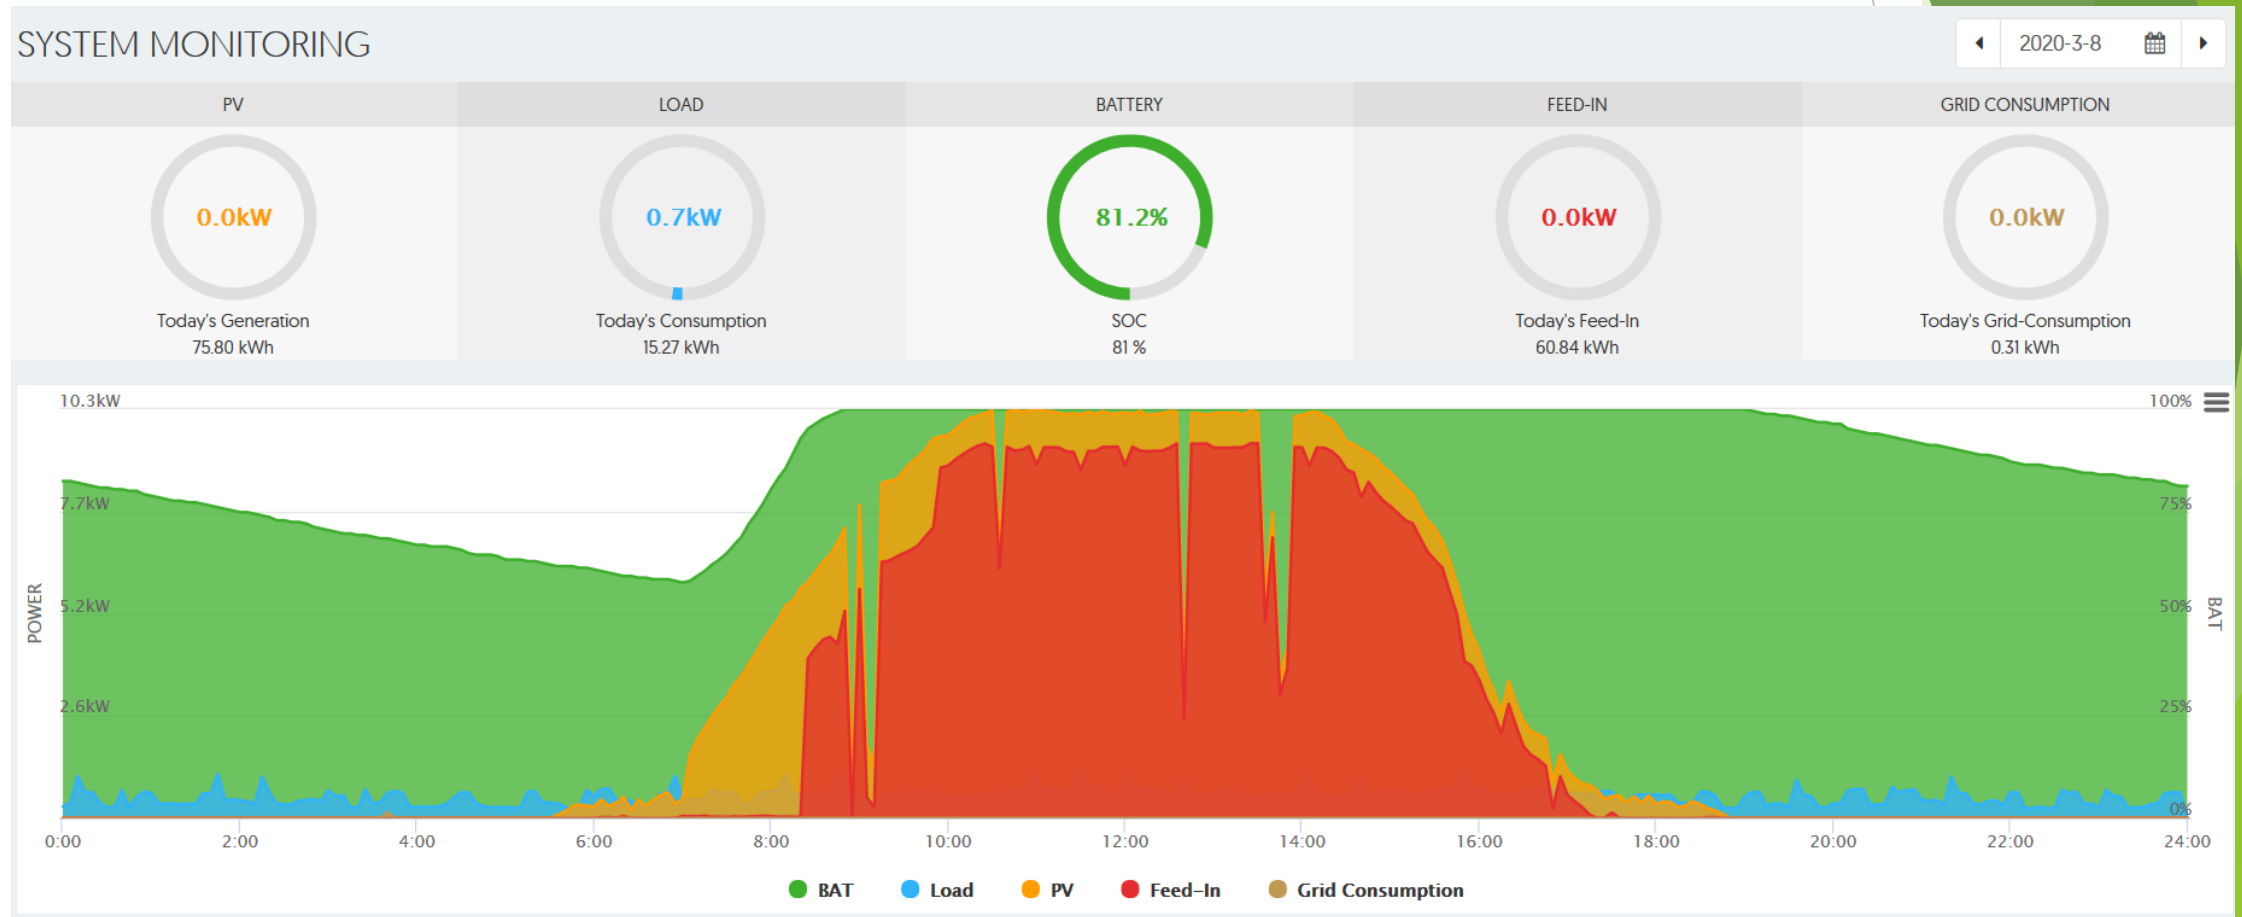 SYSTEM MONITORING
2020-3-8
PV
LOAD
BATTERY
FEED-IN
GRID CONSUMPTION
0.0kW
0.7kW
81.2%
0.0kW
0.0kW
Today's Generation
75.80 kWh
Today's Consumption
15.27 kWh
SOC
81 %
Today's Feed-In
60.84 kWh
Today's Grid-Consumption
0.31 kWh
10.3kW
7.7kW
5.2kW
2.6kW
POWER
100%
75%
50%
25%
0%
BAT
0:00
2:00
4:00
6:00
8:00
10:00
12:00
14:00
16:00
18:00
20:00
22:00
24:00
BAT
Load
PV
Feed-In
Grid Consumption